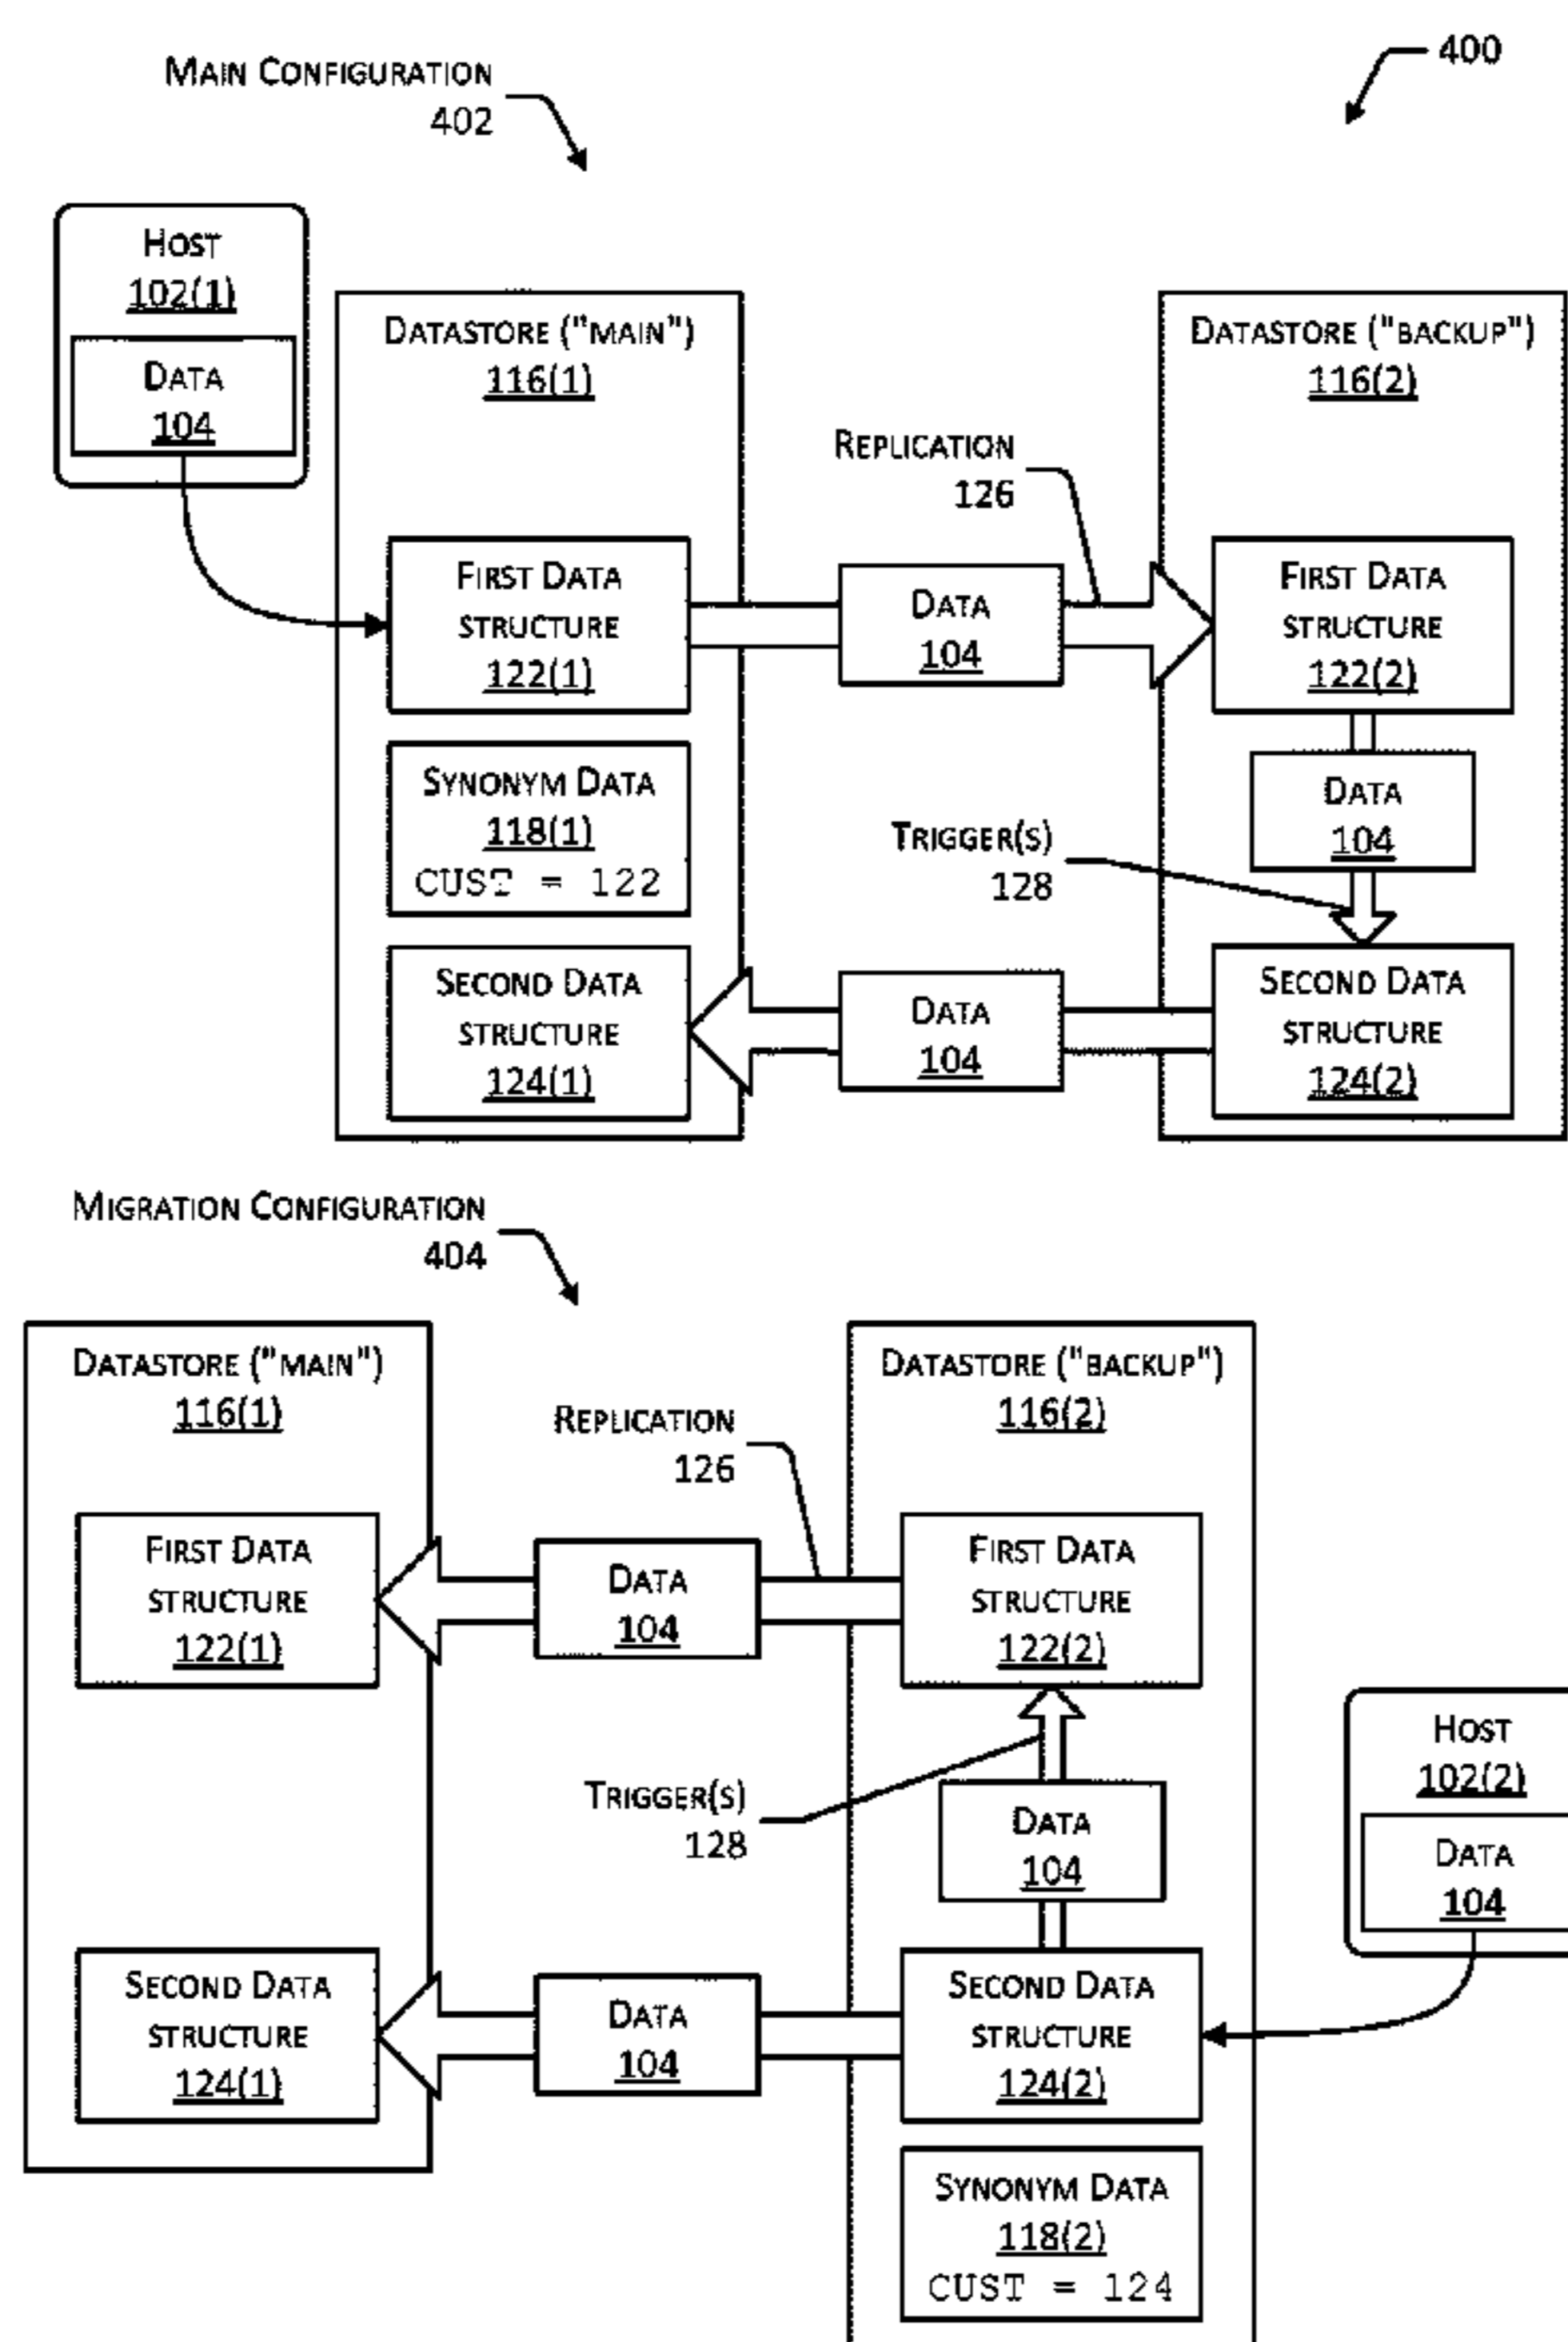 400
MAIN CONFIGURATION
402
HOST
102(1)
DATA
104
DATASTORE ("MAIN")
116(1)
DATASTORE ("BACKUP")
116(2)
REPLICATION
126
FIRST DATA
STRUCTURE
122(1)
DATA
104
FIRST DATA
STRUCTURE
122(2)
SYNONYM DATA
118(1)
CUST = 122
DATA
104
TRIGGER(S)
128
SECOND DATA
STRUCTURE
124(1)
DATA
104
SECOND DATA
STRUCTURE
124(2)
MIGRATION CONFIGURATION
404
DATASTORE ("MAIN")
116(1)
DATASTORE ("BACKUP")
116(2)
REPLICATION
126
FIRST DATA
STRUCTURE
122(1)
DATA
104
FIRST DATA
STRUCTURE
122(2)
HOST
102(2)
DATA
104
TRIGGER(S)
128
DATA
104
SECOND DATA
STRUCTURE
124(1)
DATA
104
SECOND DATA
STRUCTURE
124(2)
SYNONYM DATA
118(2)
CUST = 124